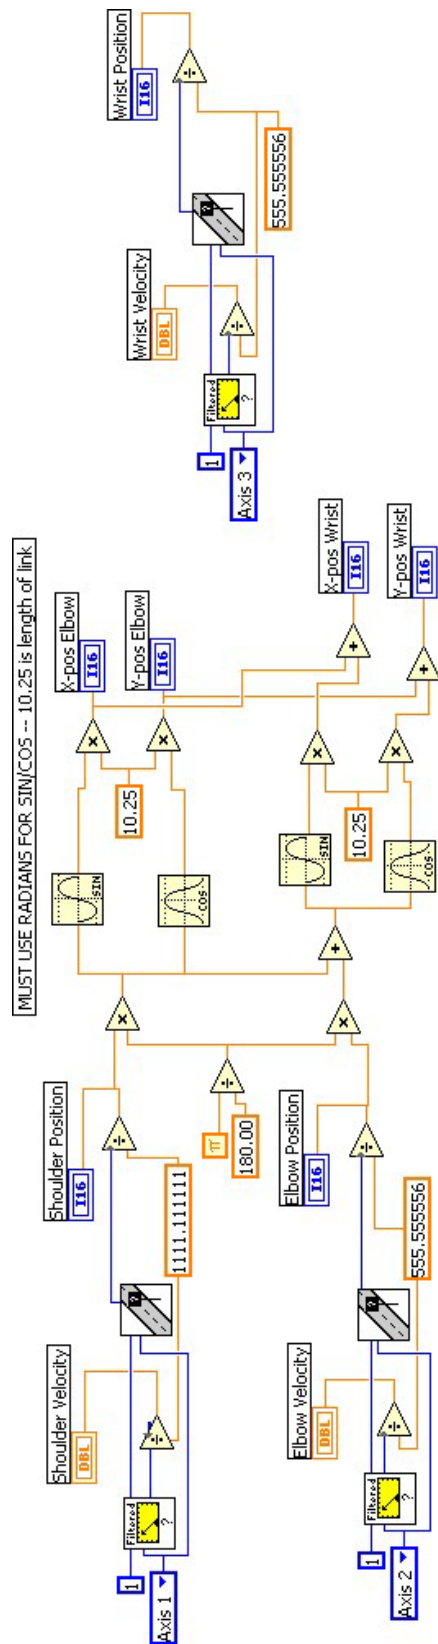 MUST USE RADIANS FOR SIN/COS -- 10.25 is length of link
Shoulder Velocity
DBL
Shoulder Position
I16
1
Filtered
?
Axis 1
÷
?
÷
1111.111111
π
180.00
÷
×
SIN
COS
10.25
×
×
X-pos Elbow
I16
Y-pos Elbow
I16
Elbow Velocity
DBL
Elbow Position
I16
1
Filtered
?
Axis 2
÷
?
÷
555.555556
×
+
SIN
COS
10.25
×
×
+
+
X-pos Wrist
I16
Y-pos Wrist
I16
Wrist Velocity
DBL
Wrist Position
I16
1
Filtered
?
Axis 3
÷
?
÷
555.555556